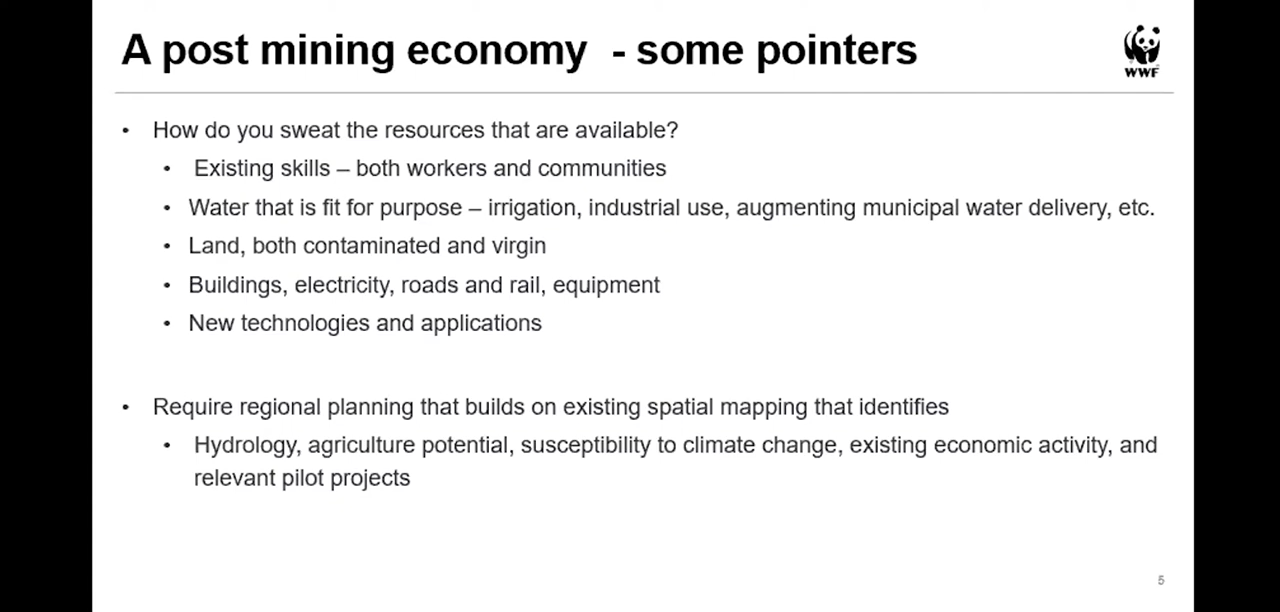 A post mining economy - some pointers
WWF
• How do you sweat the resources that are available?
• Existing skills – both workers and communities
• Water that is fit for purpose – irrigation, industrial use, augmenting municipal water delivery, etc.
• Land, both contaminated and virgin
• Buildings, electricity, roads and rail, equipment
• New technologies and applications
• Require regional planning that builds on existing spatial mapping that identifies
• Hydrology, agriculture potential, susceptibility to climate change, existing economic activity, and
relevant pilot projects
5